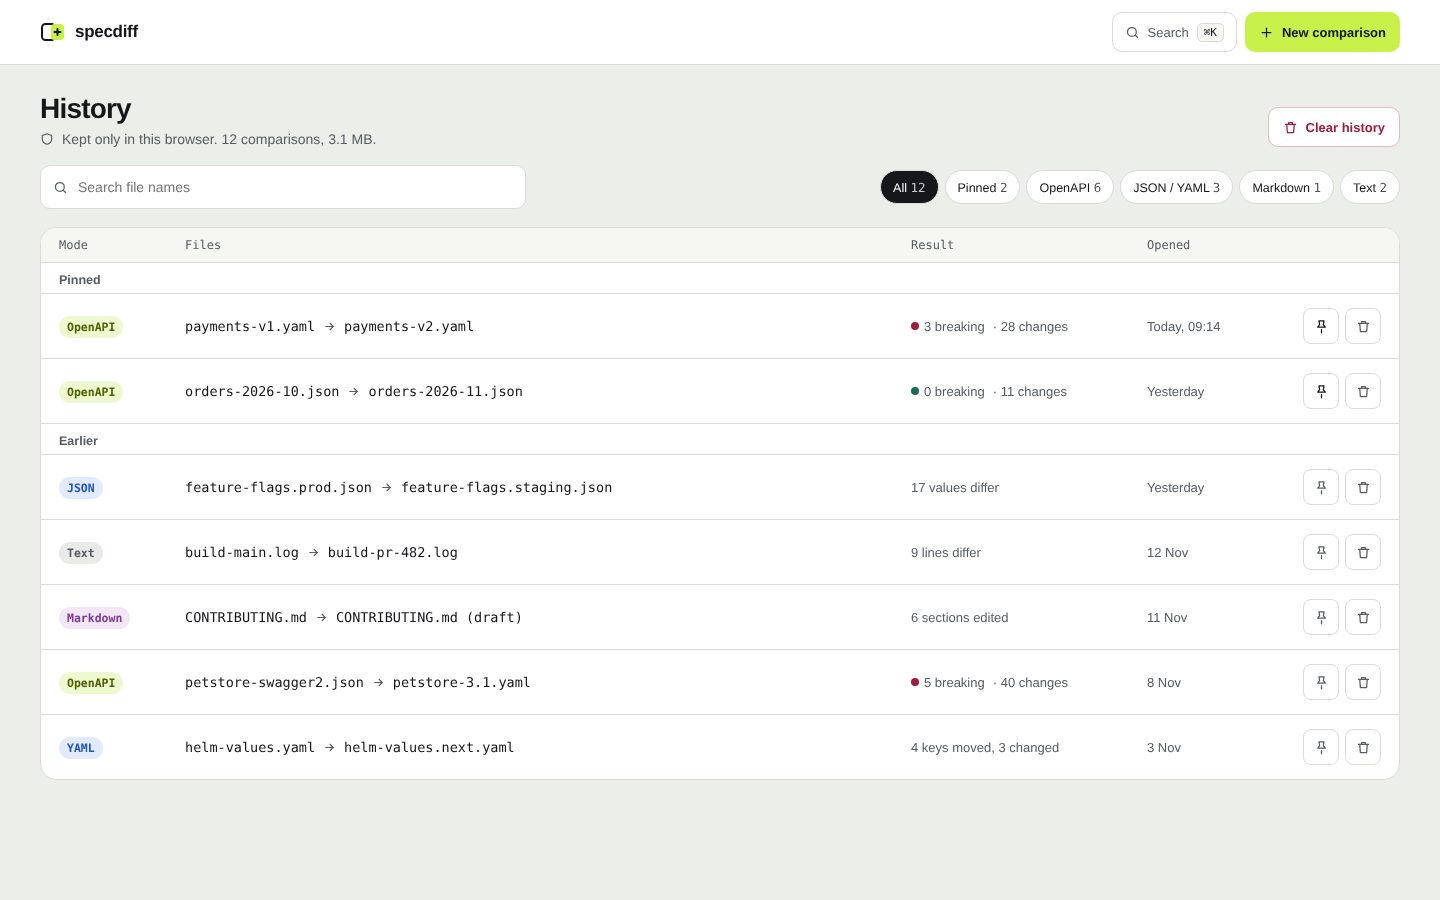 specdiff
Search ⌘K
New comparison
History
Kept only in this browser. 12 comparisons, 3.1 MB.
Clear history
Search file names
All 12
Pinned 2
OpenAPI 6
JSON / YAML 3
Markdown 1
Text 2
Mode Files Result Opened
Pinned
OpenAPI payments-v1.yaml → payments-v2.yaml 3 breaking · 28 changes Today, 09:14
OpenAPI orders-2026-10.json → orders-2026-11.json 0 breaking · 11 changes Yesterday
Earlier
JSON feature-flags.prod.json → feature-flags.staging.json 17 values differ Yesterday
Text build-main.log → build-pr-482.log 9 lines differ 12 Nov
Markdown CONTRIBUTING.md → CONTRIBUTING.md (draft) 6 sections edited 11 Nov
OpenAPI petstore-swagger2.json → petstore-3.1.yaml 5 breaking · 40 changes 8 Nov
YAML helm-values.yaml → helm-values.next.yaml 4 keys moved, 3 changed 3 Nov